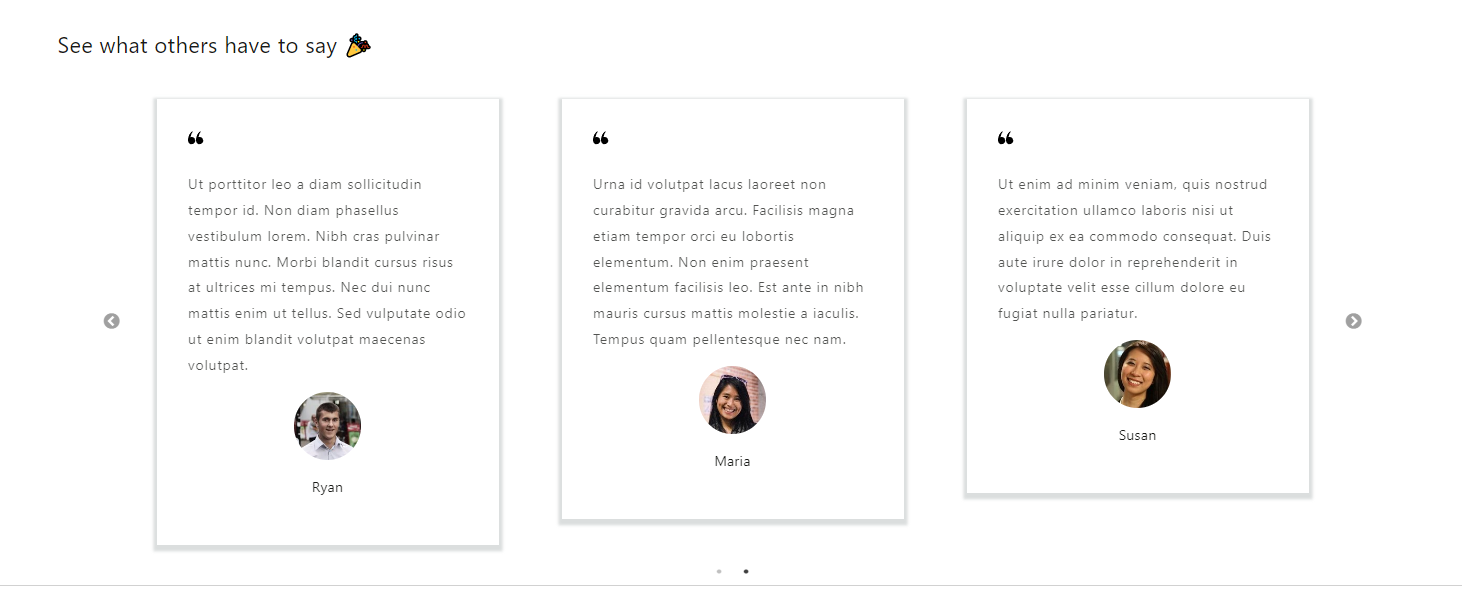 See what others have to say 🎉
❝
Ut porttitor leo a diam sollicitudin
tempor id. Non diam phasellus
vestibulum lorem. Nibh cras pulvinar
mattis nunc. Morbi blandit cursus risus
at ultrices mi tempus. Nec dui nunc
mattis enim ut tellus. Sed vulputate odio
ut enim blandit volutpat maecenas
volutpat.
Ryan
❝
Urna id volutpat lacus laoreet non
curabitur gravida arcu. Facilisis magna
etiam tempor orci eu lobortis
elementum. Non enim praesent
elementum facilisis leo. Est ante in nibh
mauris cursus mattis molestie a iaculis.
Tempus quam pellentesque nec nam.
Maria
❝
Ut enim ad minim veniam, quis nostrud
exercitation ullamco laboris nisi ut
aliquip ex ea commodo consequat. Duis
aute irure dolor in reprehenderit in
voluptate velit esse cillum dolore eu
fugiat nulla pariatur.
Susan